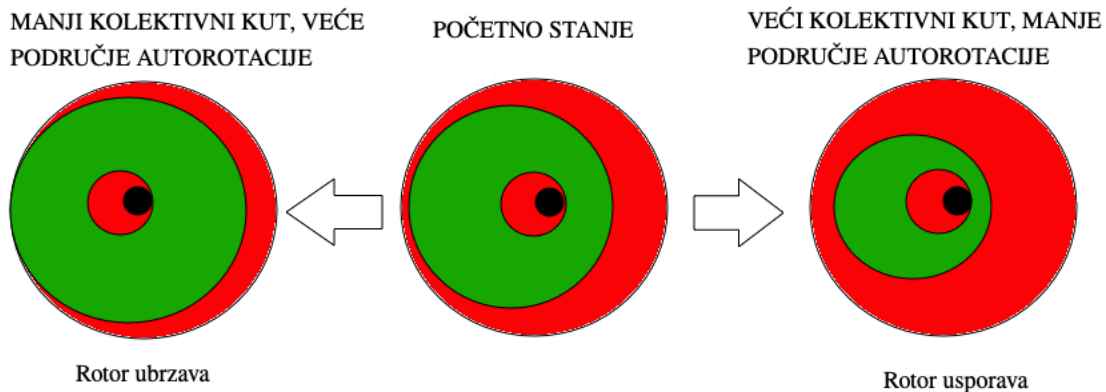 MANJI KOLEKTIVNI KUT, VEĆE
PODRUČJE AUTOROTACIJE
POČETNO STANJE
VEĆI KOLEKTIVNI KUT, MANJE
PODRUČJE AUTOROTACIJE
Rotor ubrzava
Rotor usporava